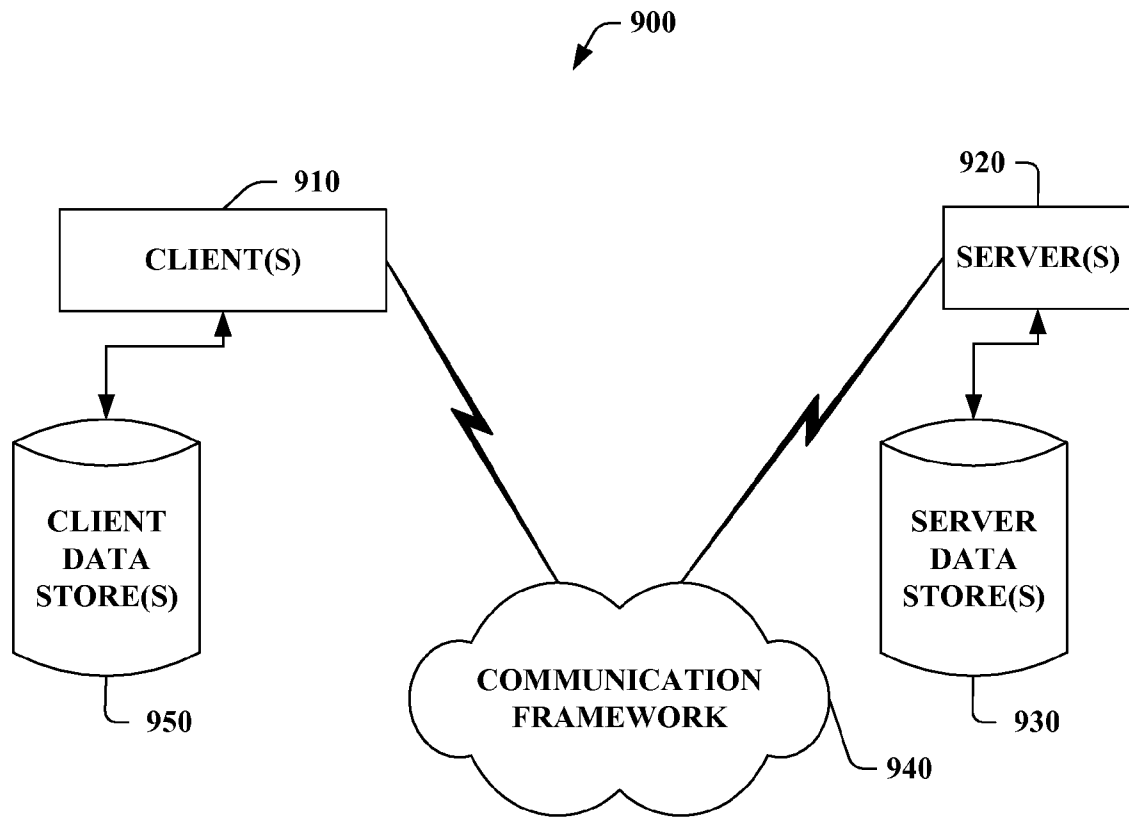 900
910
920
CLIENT(S)
SERVER(S)
CLIENT
DATA
STORE(S)
SERVER
DATA
STORE(S)
COMMUNICATION
FRAMEWORK
950
930
940